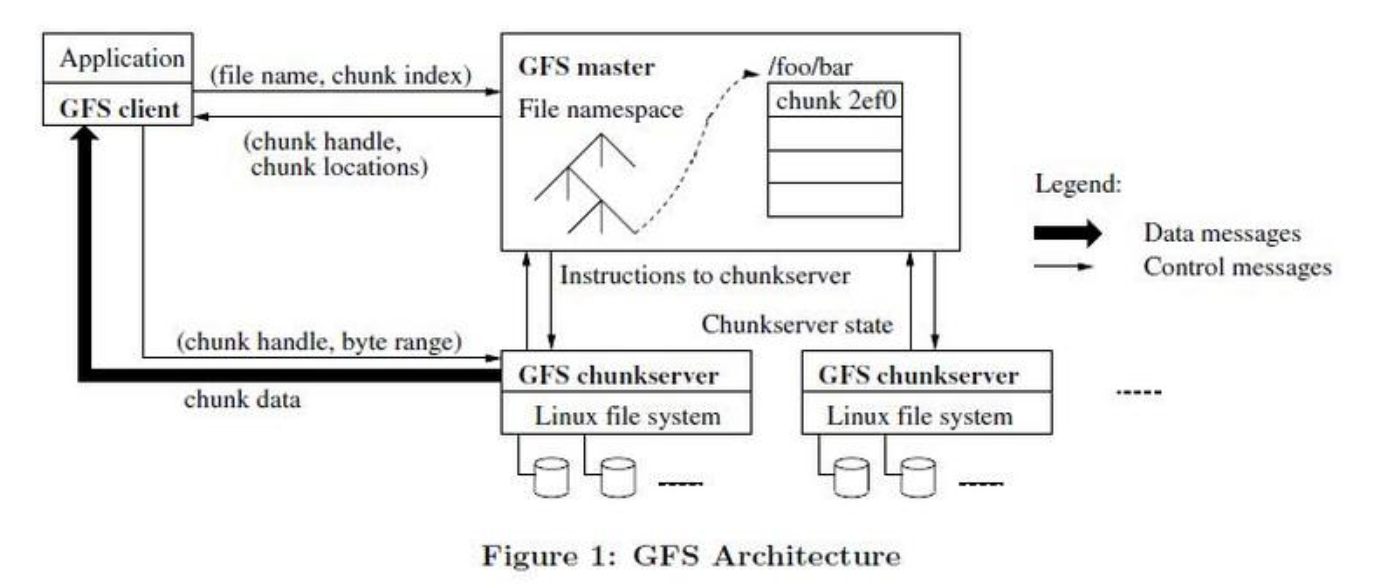 Application
GFS client
(file name, chunk index)
(chunk handle,
chunk locations)
GFS master
File namespace
/foo/bar
chunk 2ef0
Legend:
Data messages
Control messages
Instructions to chunkserver
Chunkserver state
(chunk handle, byte range)
chunk data
GFS chunkserver
Linux file system
GFS chunkserver
Linux file system
Figure 1: GFS Architecture